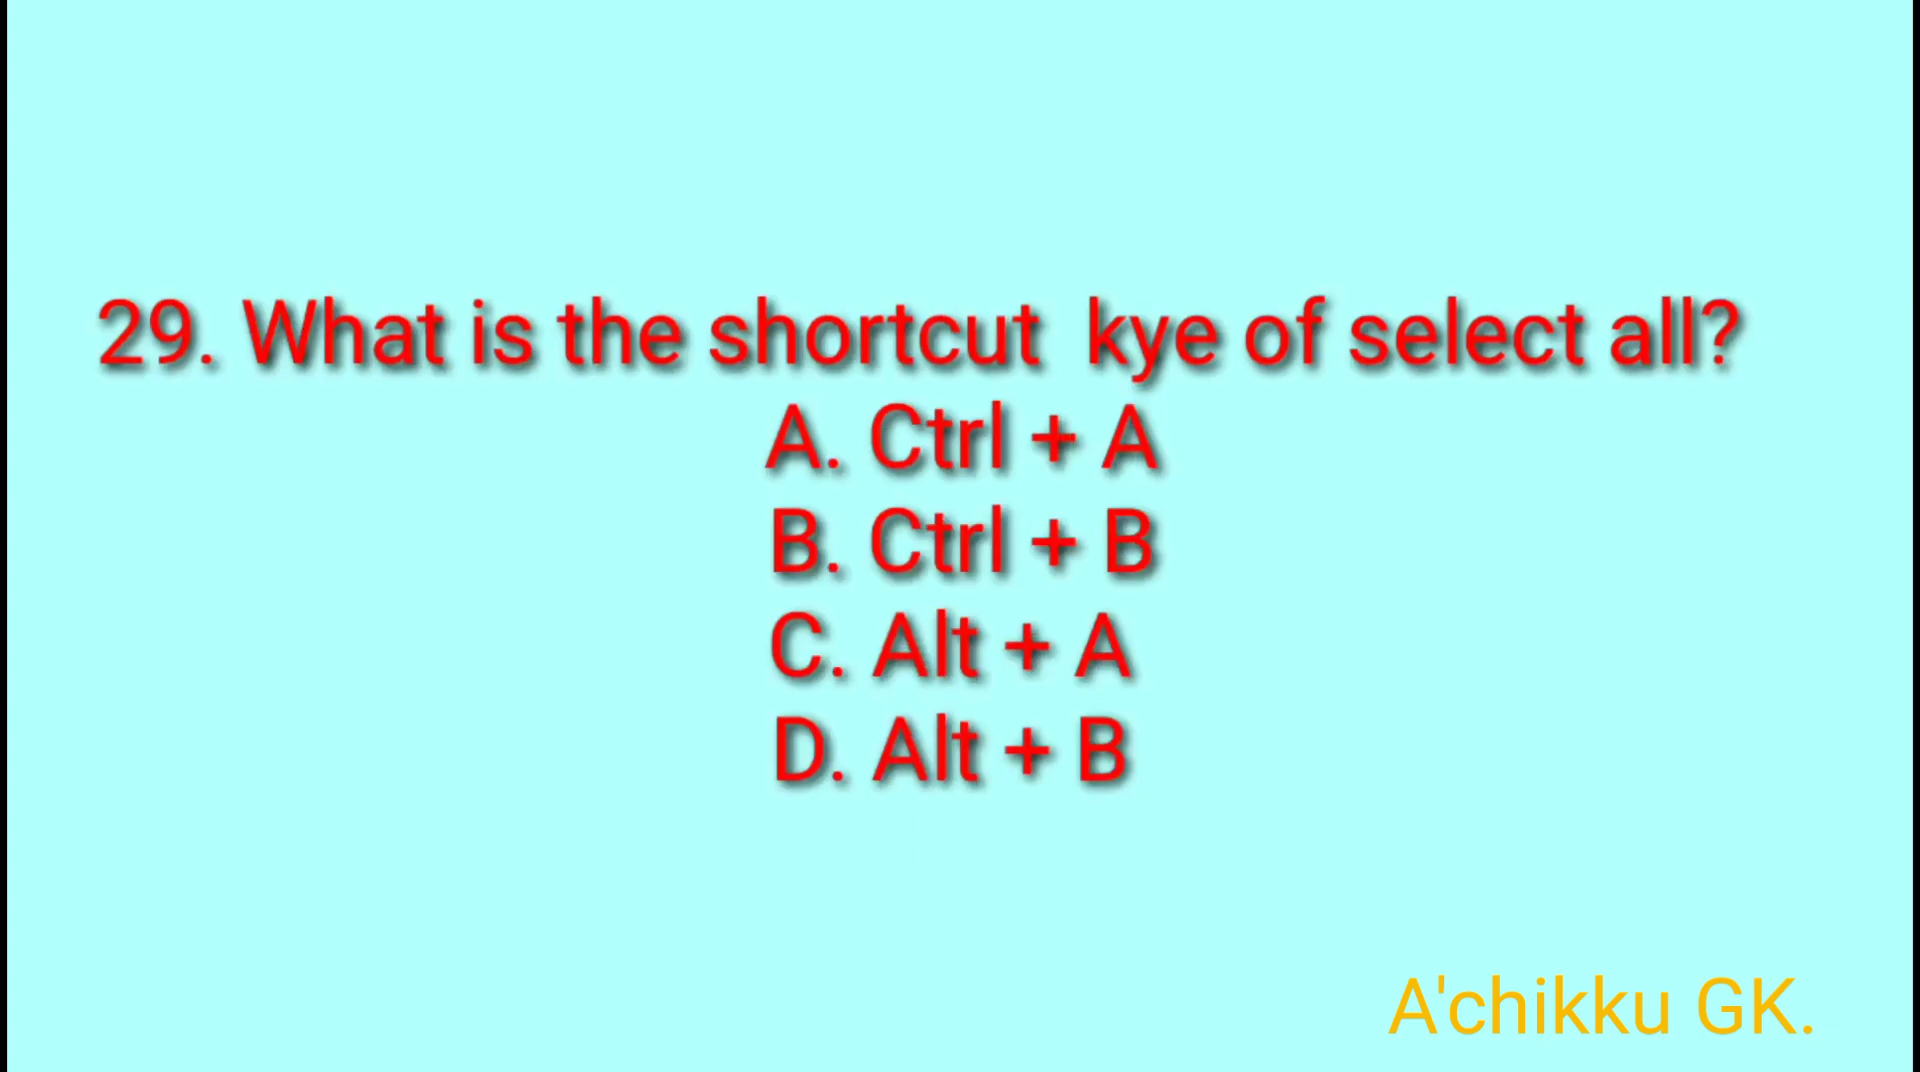 29. What is the shortcut  kye of select all?
A. Ctrl + A
B. Ctrl + B
C. Alt + A
D. Alt + B
A'chikku GK.